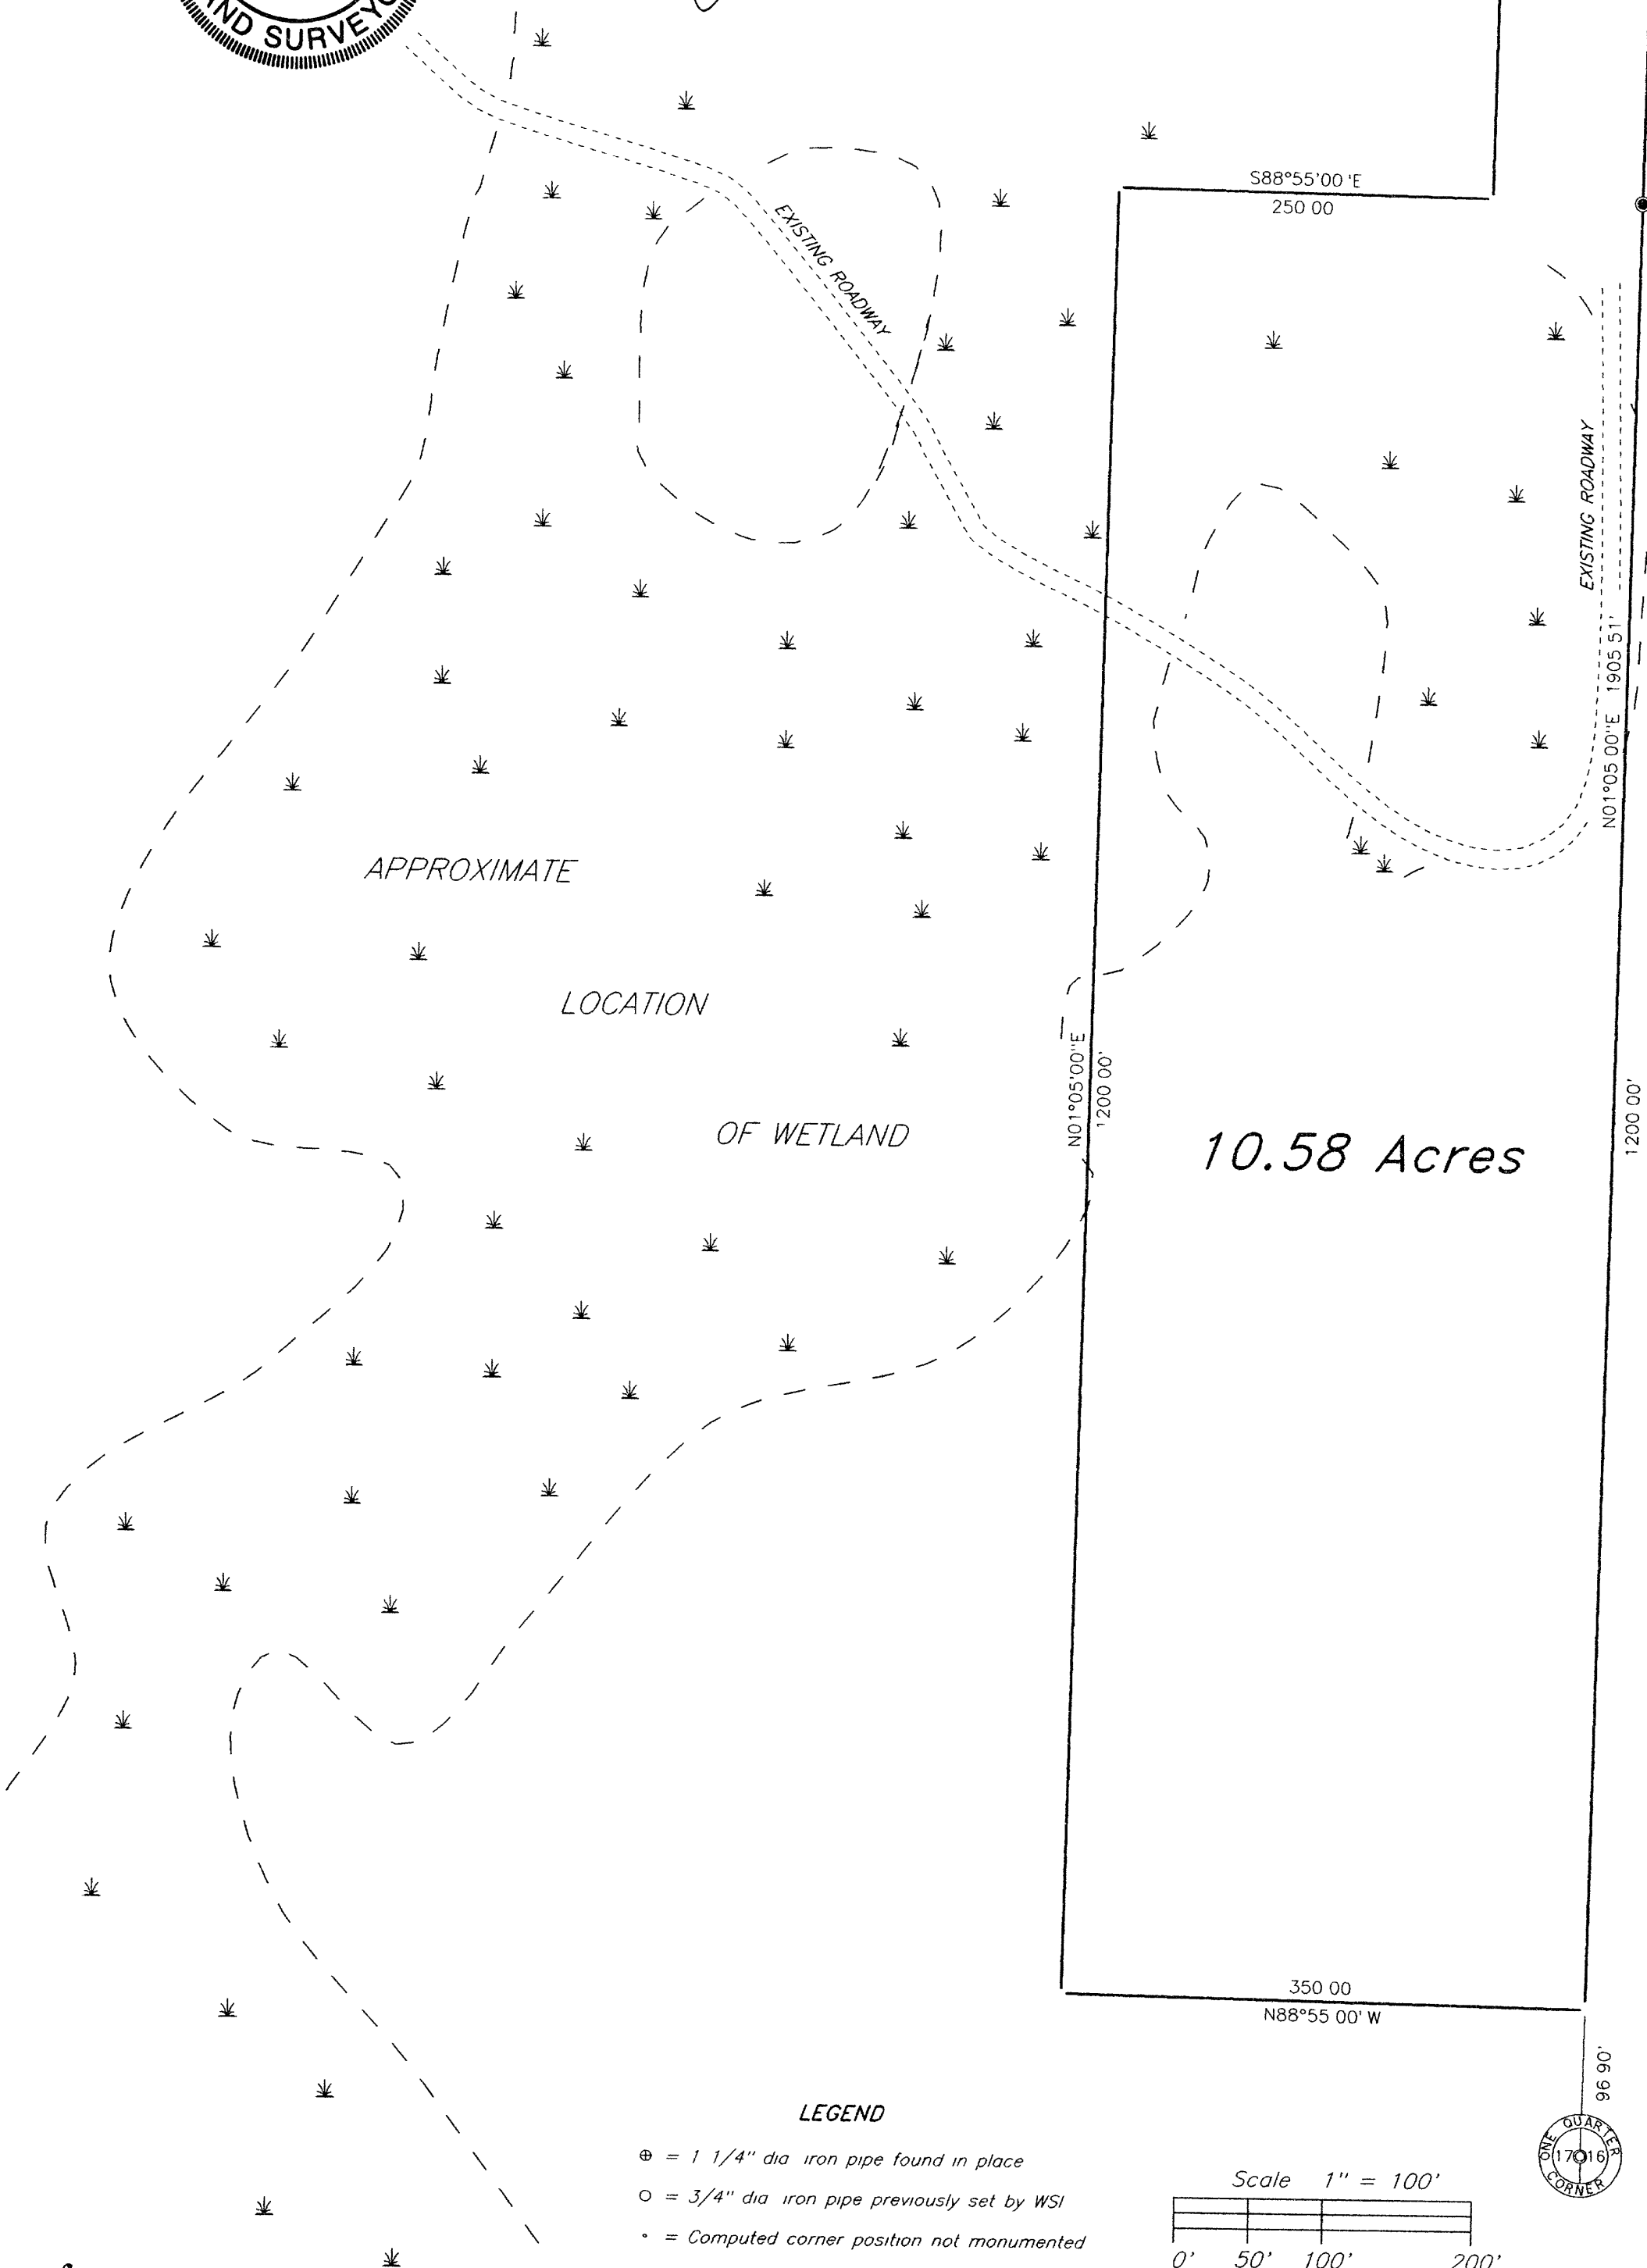 ND SURVEYO
S88°55'00 'E
250 00
EXISTING ROADWAY
EXISTING ROADWAY
N01°05 00"E 1905 51'
APPROXIMATE
LOCATION
OF WETLAND
N01°05'00"E
1200 00'
10.58 Acres
1200 00'
350 00
N88°55 00' W
96 90'
LEGEND
⊕ = 1 1/4" dia iron pipe found in place
O = 3/4" dia iron pipe previously set by WSI
∘ = Computed corner position not monumented
ONE QUARTER
17 16
CORNER
Scale 1" = 100'
0' 50' 100' 200'